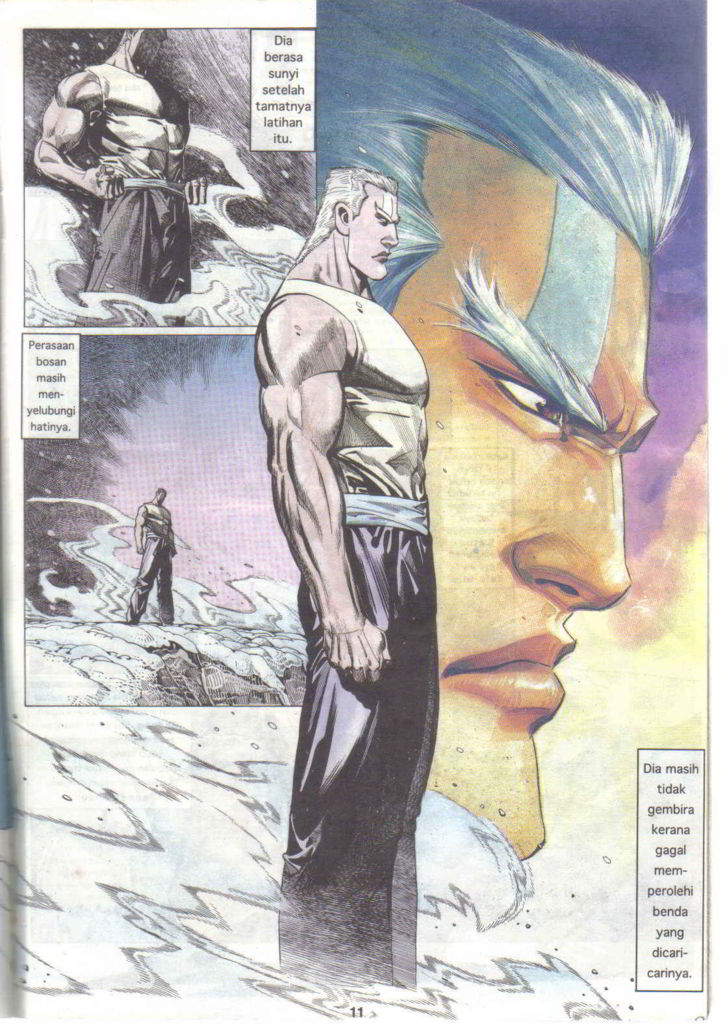 Dia
berasa
sunyi
setelah
tamatnya
latihan
itu.
Perasaan
bosan
masih
men-
yelubungi
hatinya.
Dia masih
tidak
gembira
kerana
gagal
mem-
perolehi
benda
yang
dicari-
carinya.
11